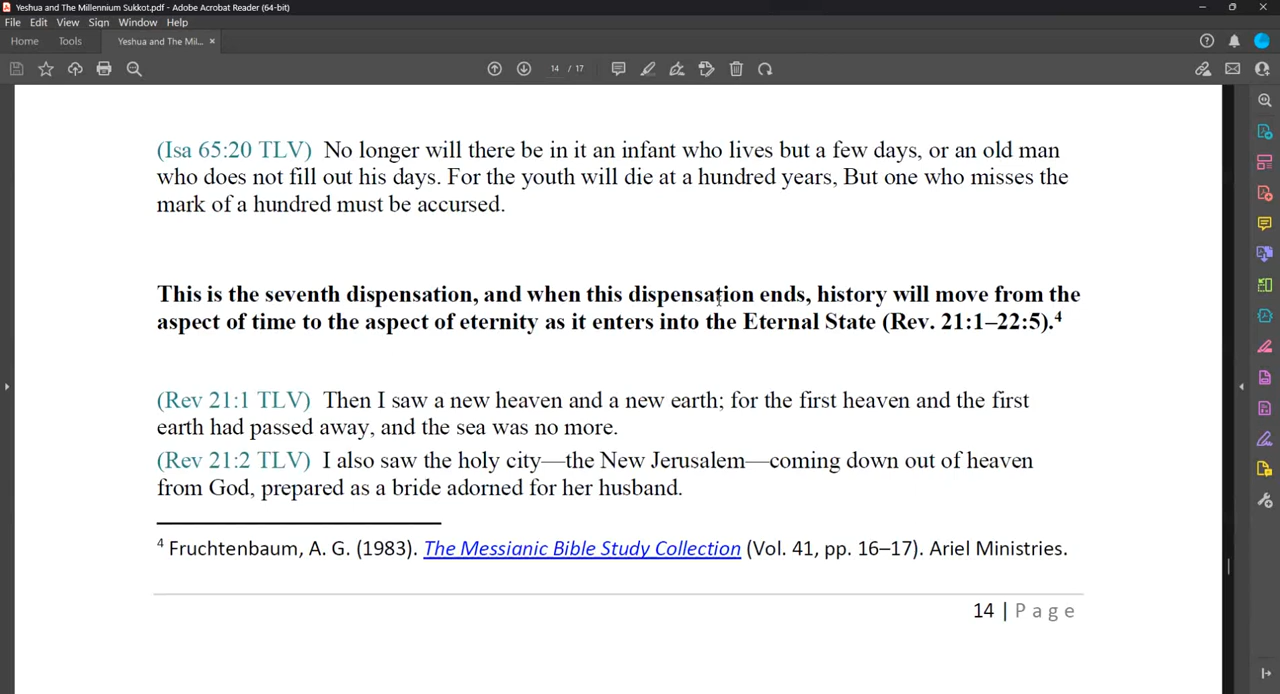 Yeshua and The Millennium Sukkot.pdf - Adobe Acrobat Reader (64-bit)
File Edit View Sign Window Help
Home Tools Yeshua and The Mil... ×
14 / 17
(Isa 65:20 TLV) No longer will there be in it an infant who lives but a few days, or an old man
who does not fill out his days. For the youth will die at a hundred years, But one who misses the
mark of a hundred must be accursed.
This is the seventh dispensation, and when this dispensation ends, history will move from the
aspect of time to the aspect of eternity as it enters into the Eternal State (Rev. 21:1–22:5).⁴
(Rev 21:1 TLV) Then I saw a new heaven and a new earth; for the first heaven and the first
earth had passed away, and the sea was no more.
(Rev 21:2 TLV) I also saw the holy city—the New Jerusalem—coming down out of heaven
from God, prepared as a bride adorned for her husband.
⁴ Fruchtenbaum, A. G. (1983). The Messianic Bible Study Collection (Vol. 41, pp. 16–17). Ariel Ministries.
14 | P a g e